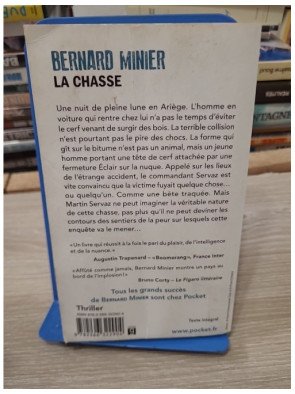 BERNARD MINIER
LA CHASSE
Une nuit de pleine lune en Ariège. L'homme en
voiture qui rentre chez lui n'a pas le temps d'éviter
le cerf venant de surgir des bois. La terrible collision
n'est pourtant pas le pire des chocs. La forme qui
gît sur le bitume n'est pas un animal, mais un jeune
homme portant une tête de cerf attachée par une
fermeture Éclair sur la nuque. Appelé sur les lieux
de l'étrange accident, le commandant Servaz est
vite convaincu que la victime fuyait quelque chose...
ou quelqu'un. Comme une bête traquée. Mais
Martin Servaz ne peut imaginer la véritable nature
de cette chasse, pas plus qu'il ne peut deviner les
contours des sentiers de la peur sur lesquels cette
enquête va le mener...
«Un livre qui réussit à la fois le pari du plaisir, de l'intelligence
et de la nuance.»
Augustin Trapenard – «Boomerang», France Inter
«Affûté comme jamais, Bernard Minier montre un pays au
bord de l'implosion!»
Bruno Corty – Le Figaro littéraire
Tous les grands succès
de BERNARD MINIER sont chez Pocket
Thriller
Texte intégral
www.pocket.fr